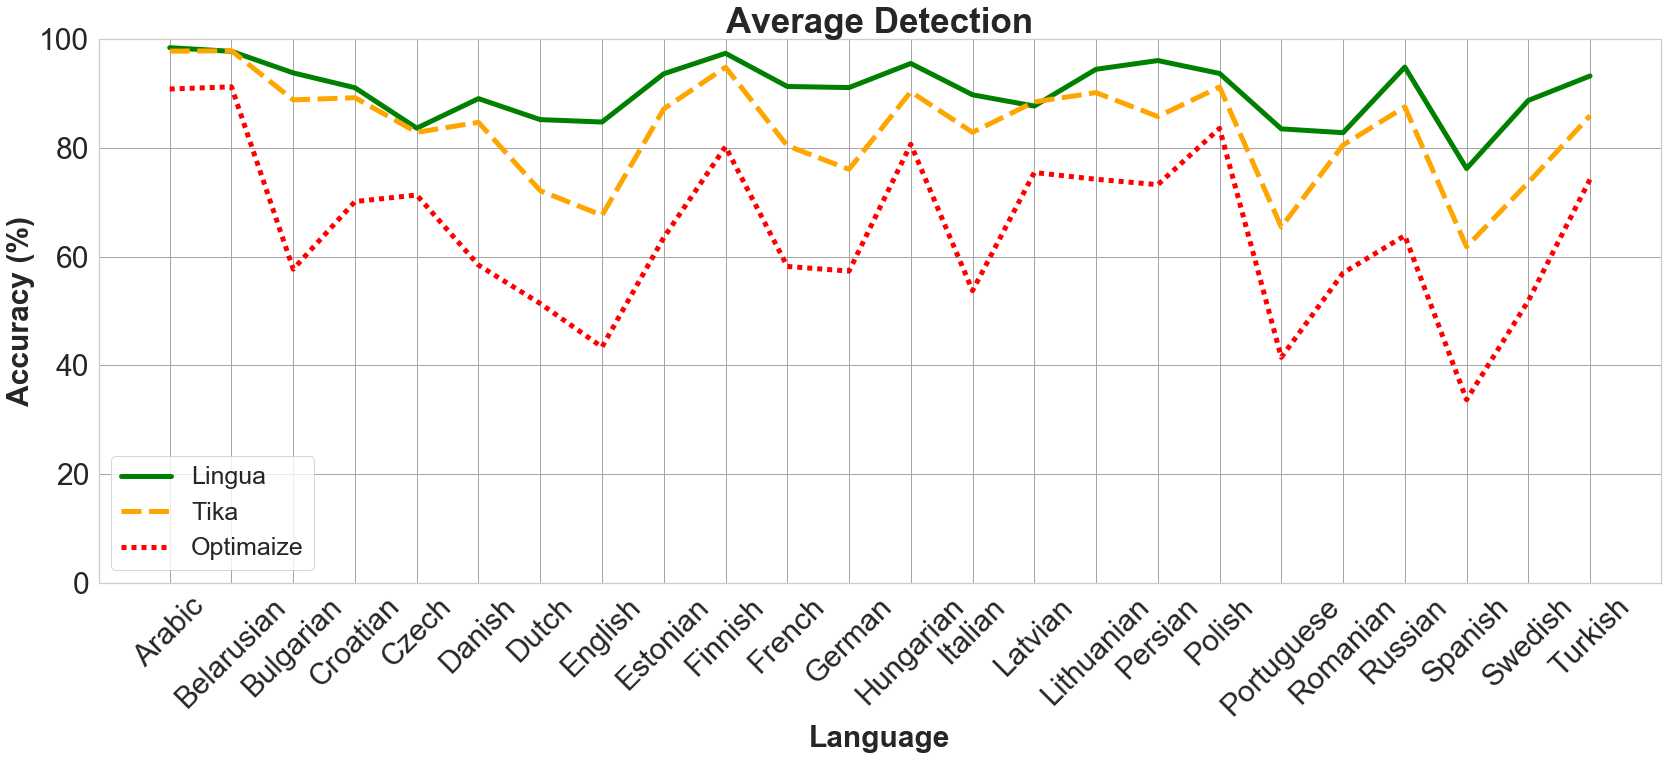 Average Detection
Accuracy (%)
100
80
60
40
20
0
Lingua
Tika
Optimaize
Arabic
Belarusian
Bulgarian
Croatian
Czech
Danish
Dutch
English
Estonian
Finnish
French
German
Hungarian
Italian
Latvian
Lithuanian
Persian
Polish
Portuguese
Romanian
Russian
Spanish
Swedish
Turkish
Language